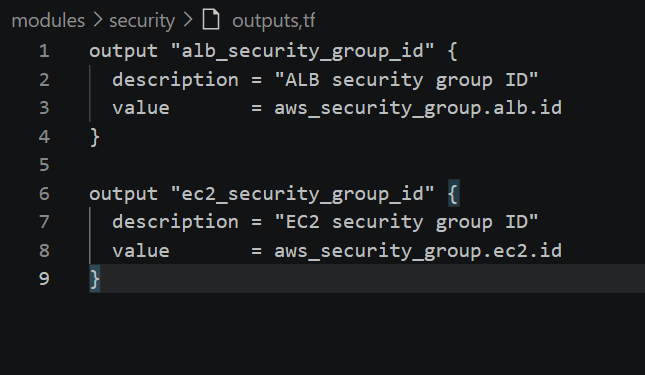 modules > security > outputs,tf
1 output "alb_security_group_id" {
2   description = "ALB security group ID"
3   value       = aws_security_group.alb.id
4 }
5
6 output "ec2_security_group_id" {
7   description = "EC2 security group ID"
8   value       = aws_security_group.ec2.id
9 }